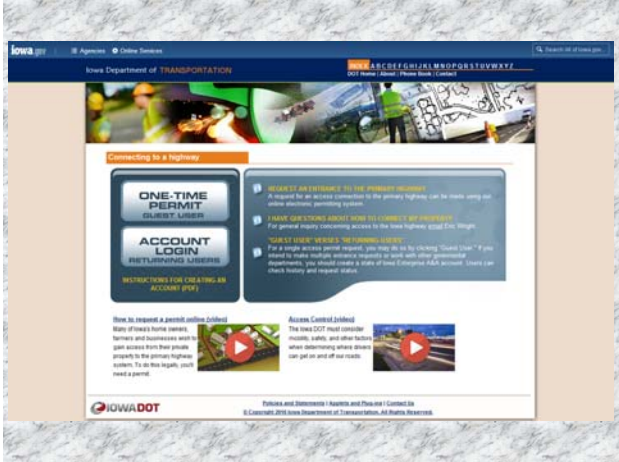 iowa.gov
Agencies Online Services
Search all of Iowa gov...
Iowa Department of TRANSPORTATION
INDEX A B C D E F G H I J K L M N O P Q R S T U V W X Y Z
DOT Home | About | Phone Book | Contact
Connecting to a highway
ONE-TIME
PERMIT
GUEST USER
ACCOUNT
LOGIN
RETURNING USERS
INSTRUCTIONS FOR CREATING AN
ACCOUNT (PDF)
REQUEST AN ENTRANCE TO THE PRIMARY HIGHWAY
A request for an access connection to the primary highway can be made using our
online electronic permitting system.
I HAVE QUESTIONS ABOUT HOW TO CONNECT MY PROPERTY
For general inquiry concerning access to the Iowa highway email Eric Wright.
"GUEST USER" VERSES "RETURNING USERS".
For a single access permit request, you may do so by clicking "Guest User." If you
intend to make multiple entrance requests or work with other governmental
departments, you should create a state of Iowa Enterprise A&A account. Users can
check history and request status.
How to request a permit online (video)
Many of Iowa's home owners,
farmers and businesses wish to
gain access from their private
property to the primary highway
system. To do this legally, you'll
need a permit.
Access Control (video)
The Iowa DOT must consider
mobility, safety, and other factors
when determining where drivers
can get on and off our roads.
IOWADOT
Policies and Statements | Applets and Plug-ins | Contact Us
© Copyright 2010 Iowa Department of Transportation. All Rights Reserved.